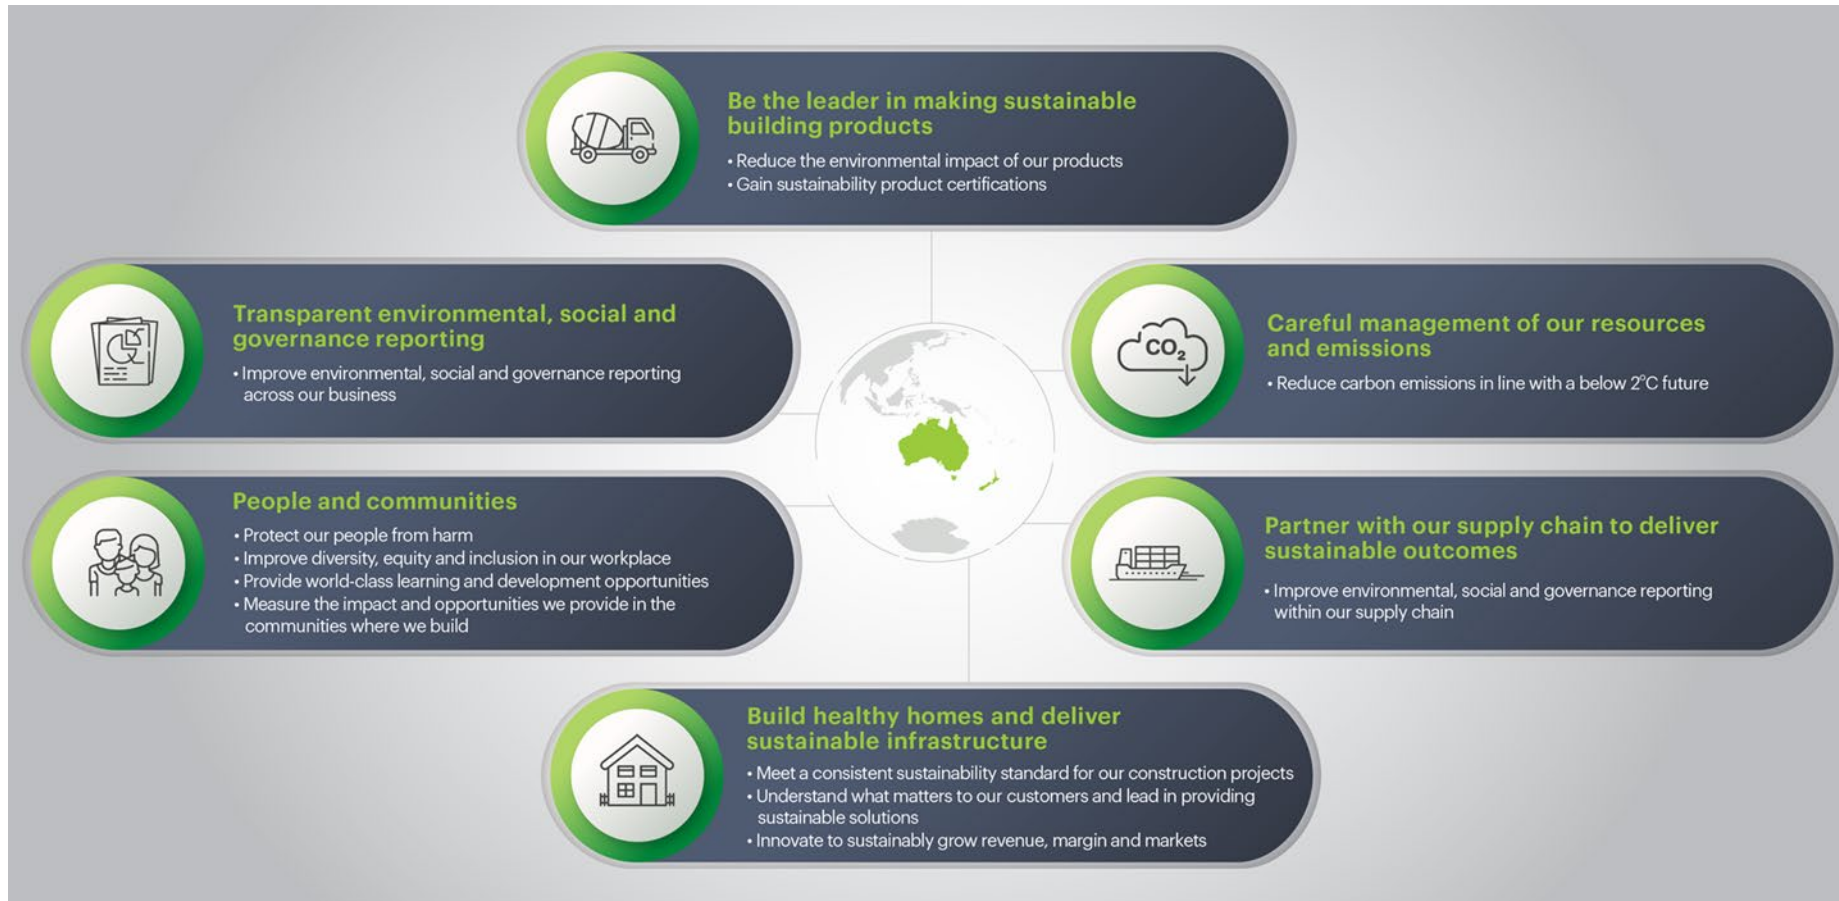 Be the leader in making sustainable
building products
• Reduce the environmental impact of our products
• Gain sustainability product certifications
Transparent environmental, social and
governance reporting
• Improve environmental, social and governance reporting
across our business
CO₂
Careful management of our resources
and emissions
• Reduce carbon emissions in line with a below 2°C future
People and communities
• Protect our people from harm
• Improve diversity, equity and inclusion in our workplace
• Provide world-class learning and development opportunities
• Measure the impact and opportunities we provide in the
communities where we build
Partner with our supply chain to deliver
sustainable outcomes
• Improve environmental, social and governance reporting
within our supply chain
Build healthy homes and deliver
sustainable infrastructure
• Meet a consistent sustainability standard for our construction projects
• Understand what matters to our customers and lead in providing
sustainable solutions
• Innovate to sustainably grow revenue, margin and markets